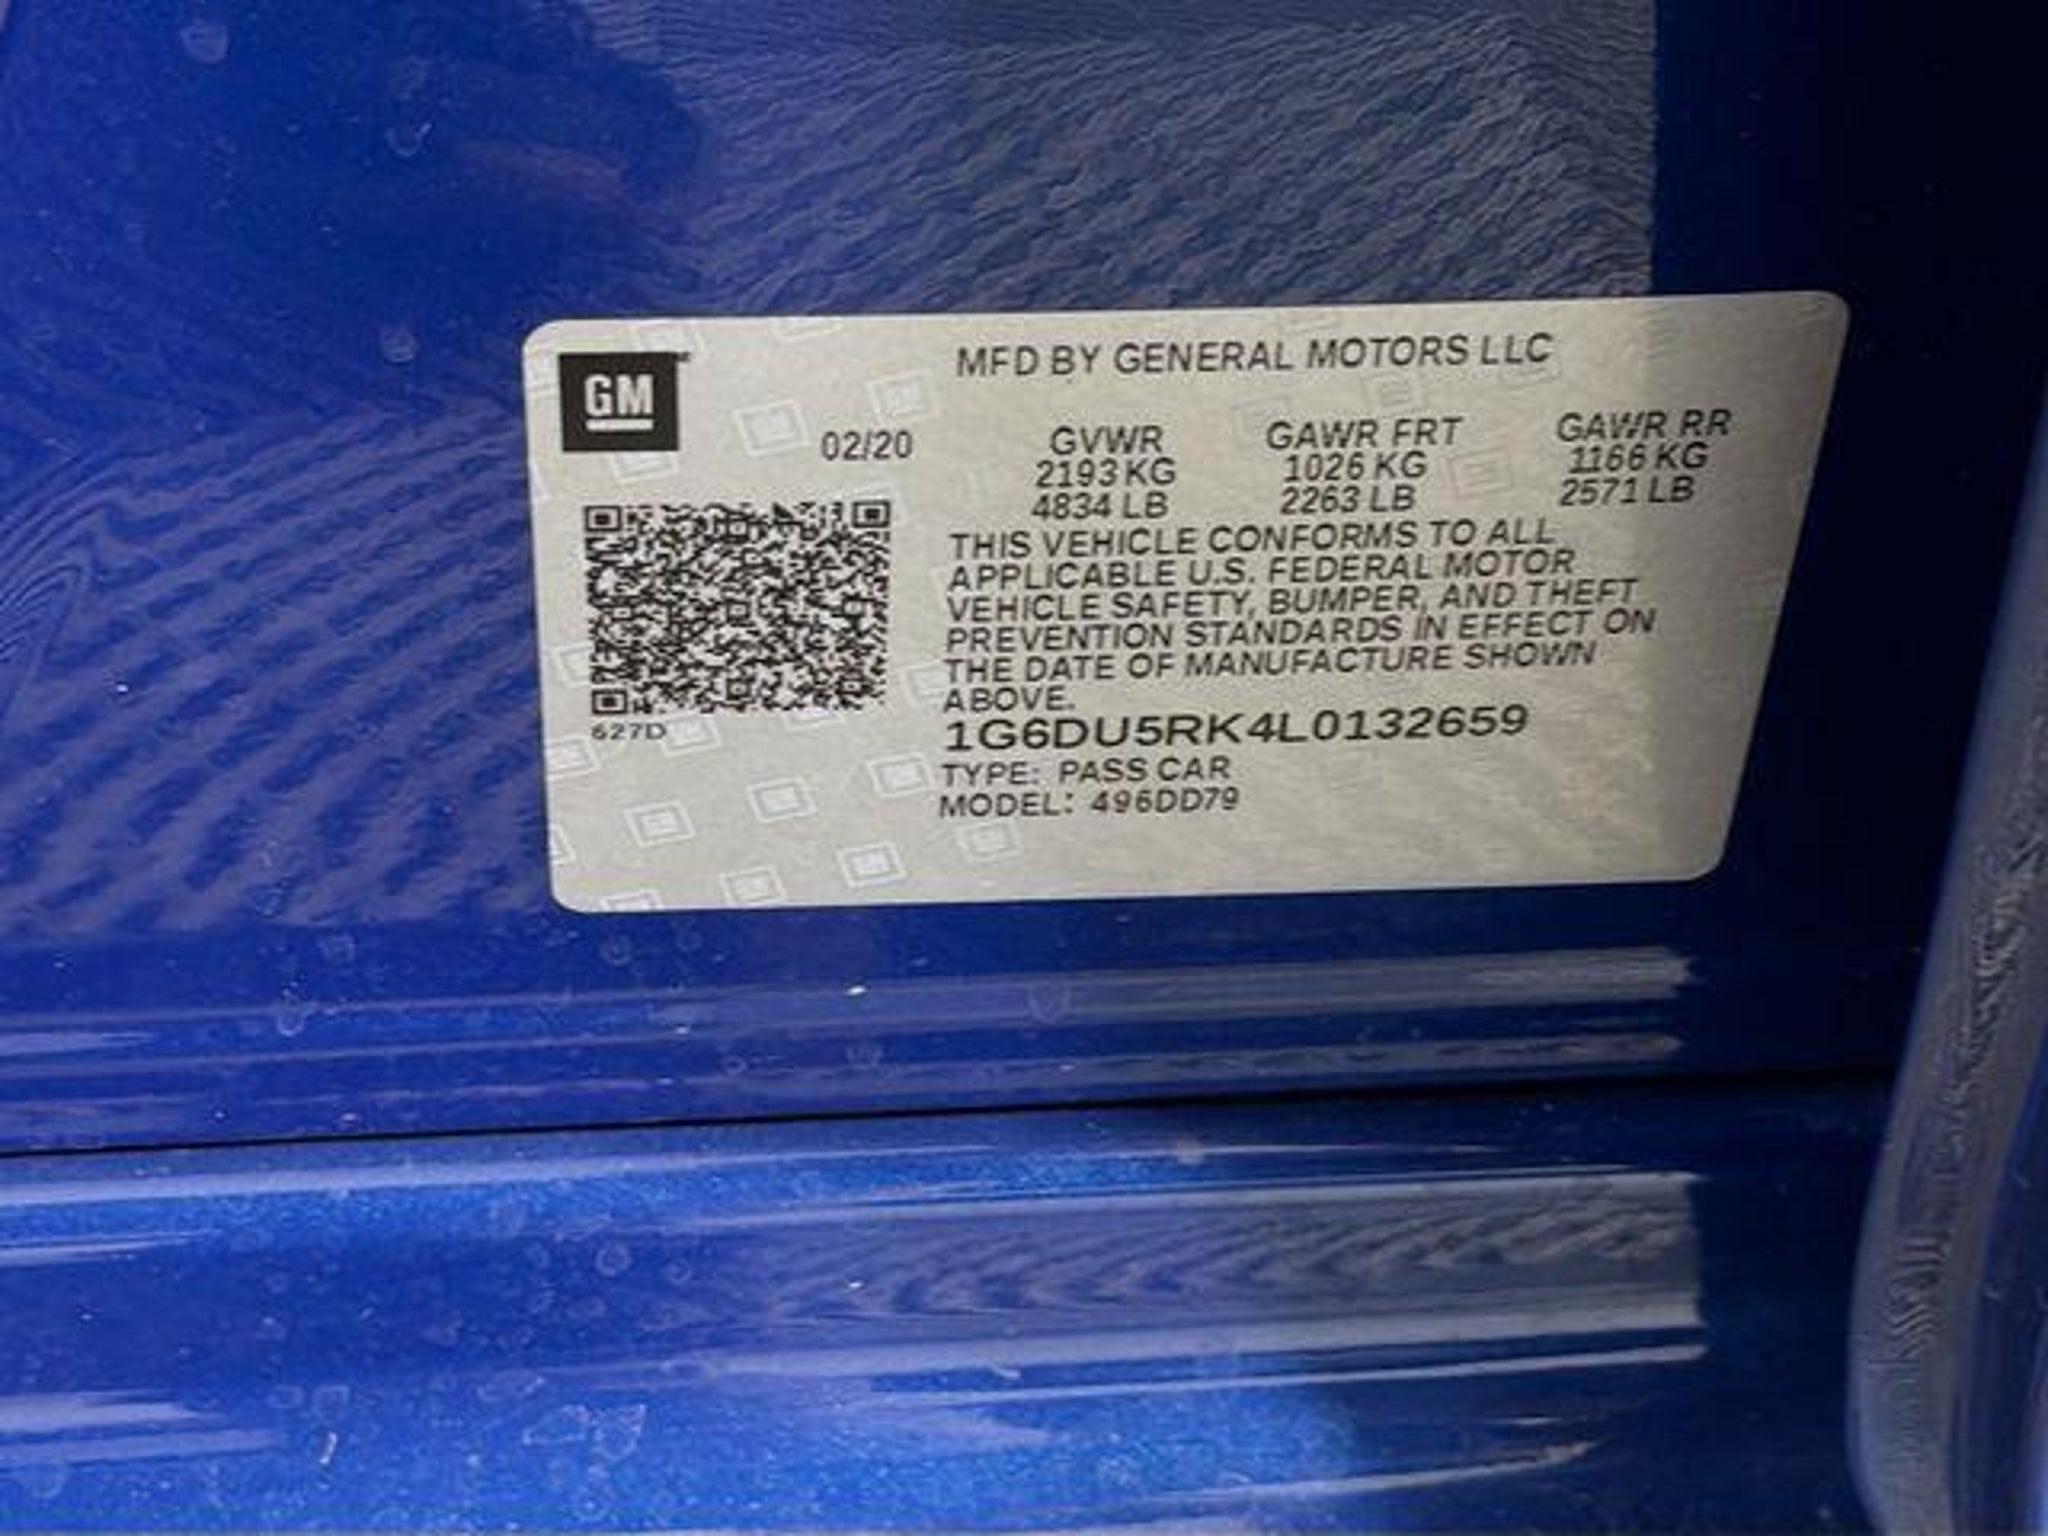 GM
MFD BY GENERAL MOTORS LLC
02/20
GVWR GAWR FRT GAWR RR
2193 KG 1026 KG 1166 KG
4834 LB 2263 LB 2571 LB
THIS VEHICLE CONFORMS TO ALL
APPLICABLE U.S. FEDERAL MOTOR
VEHICLE SAFETY, BUMPER, AND THEFT
PREVENTION STANDARDS IN EFFECT ON
THE DATE OF MANUFACTURE SHOWN
ABOVE.
627D
1G6DU5RK4L0132659
TYPE: PASS CAR
MODEL: 496DD79